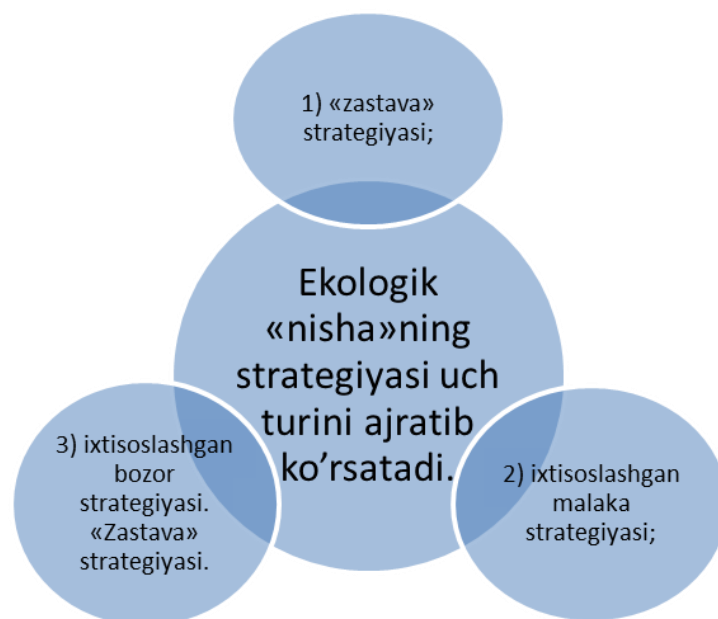 1) «zastava»
strategiyasi;
Ekologik
«nisha»ning
strategiyasi uch
turini ajratib
ko’rsatadi.
3) ixtisoslashgan
bozor
strategiyasi.
«Zastava»
strategiyasi.
2) ixtisoslashgan
malaka
strategiyasi;